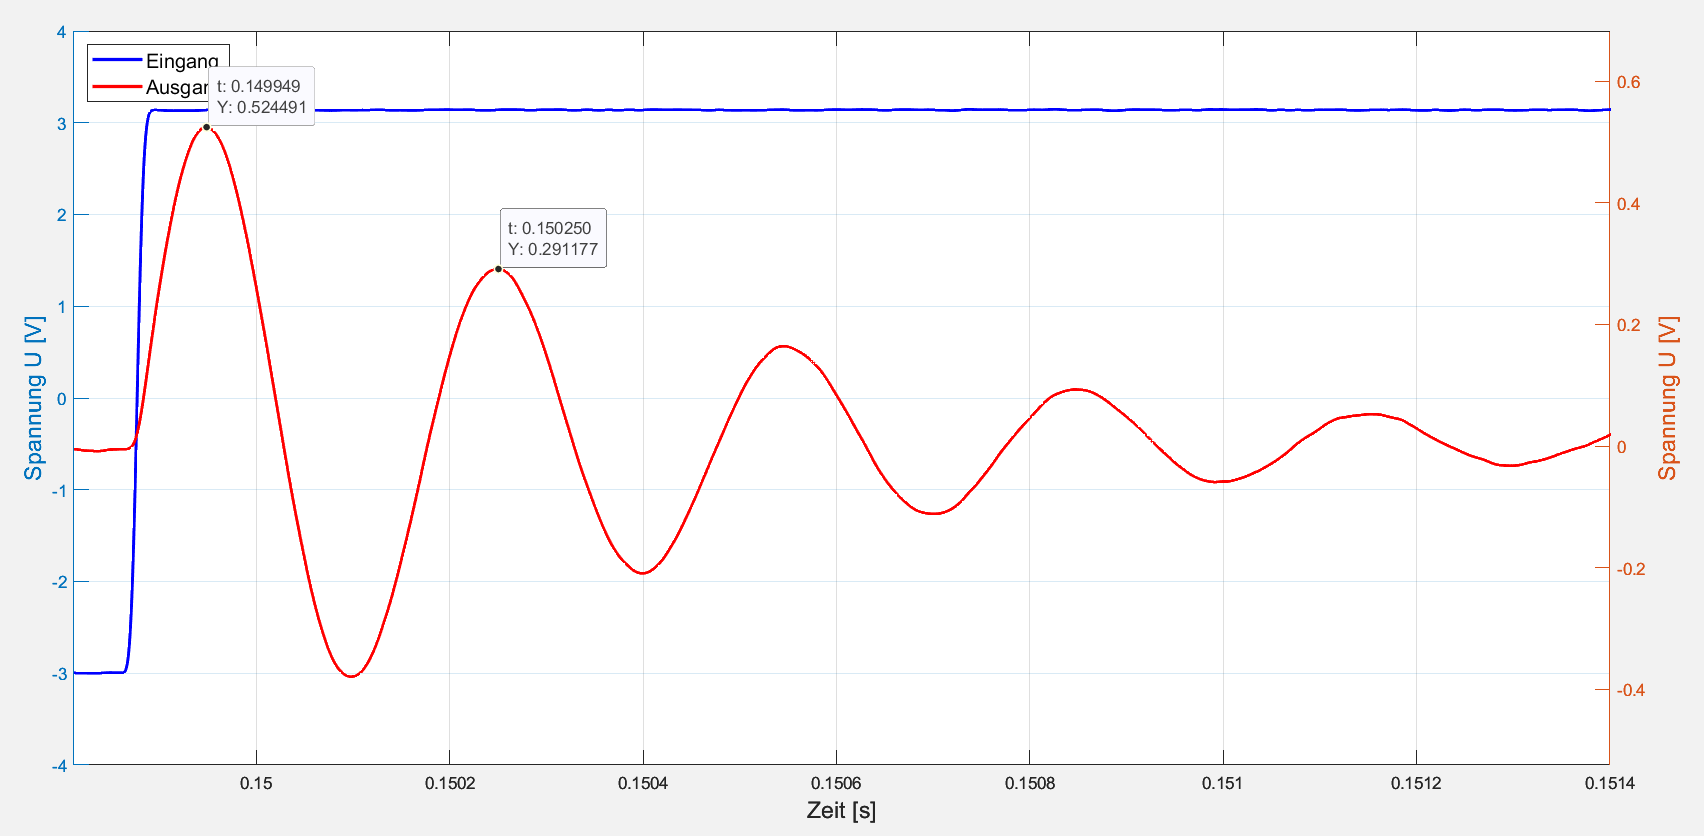 4
3
2
1
0
-1
-2
-3
-4
Spannung U [V]
Eingang
Ausgan
t: 0.149949
Y: 0.524491
t: 0.150250
Y: 0.291177
0.6
0.4
0.2
0
-0.2
-0.4
Spannung U [V]
0.15
0.1502
0.1504
0.1506
0.1508
0.151
0.1512
0.1514
Zeit [s]